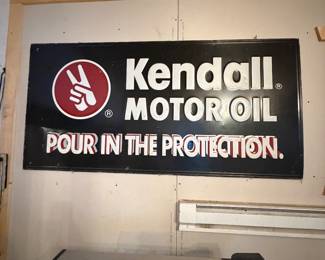 Kendall®
MOTOR OIL
®
POUR IN THE PROTECTION.